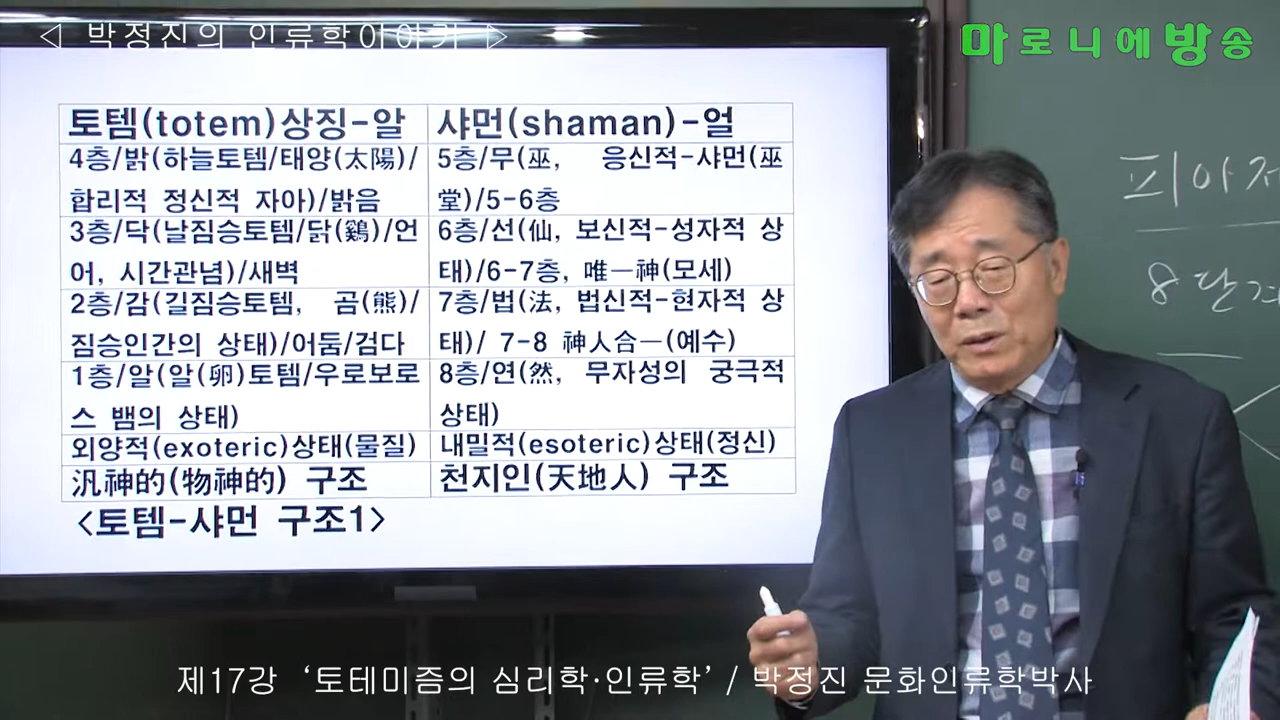 ◁ 박정진의 인류학이야기 ▷
마로니에방송
토템(totem)상징-알
샤먼(shaman)-얼
4층/밝(하늘토템/태양(太陽)/
합리적 정신적 자아)/밝음
5층/무(巫, 응신적-샤먼(巫
堂)/5-6층
3층/닥(날짐승토템/닭(鷄)/언
어, 시간관념)/새벽
6층/선(仙, 보신적-성자적 상
태)/6-7층, 唯一神(모세)
2층/감(길짐승토템, 곰(熊)/
짐승인간의 상태)/어둠/검다
7층/법(法, 법신적-현자적 상
태)/ 7-8 神人合一(예수)
1층/알(알(卵)토템/우로보로
스 뱀의 상태)
8층/연(然, 무자성의 궁극적
상태)
외양적(exoteric)상태(물질)
내밀적(esoteric)상태(정신)
汎神的(物神的) 구조
천지인(天地人) 구조
<토템-샤먼 구조1>
피아제
8단계
제17강 ‘토테미즘의 심리학·인류학’ / 박정진 문화인류학박사